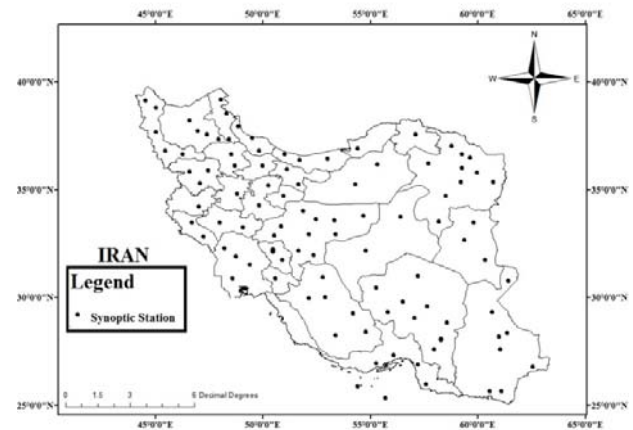 45°0'0"E 50°0'0"E 55°0'0"E 60°0'0"E 65°0'0"E
N
W E
S
40°0'0"N 40°0'0"N
35°0'0"N 35°0'0"N
30°0'0"N 30°0'0"N
25°0'0"N 25°0'0"N
IRAN
Legend
Synoptic Station
0 1.5 3 6 Decimal Degrees
45°0'0"E 50°0'0"E 55°0'0"E 60°0'0"E 65°0'0"E